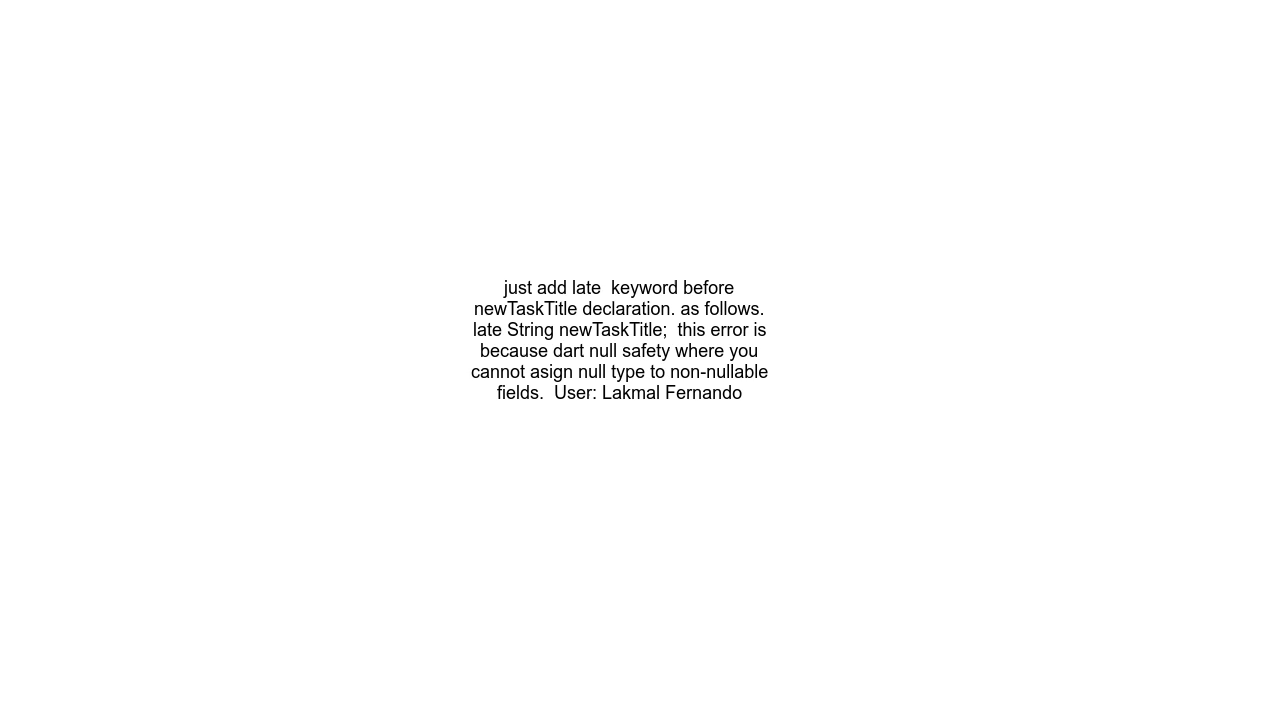 just add late  keyword before
newTaskTitle declaration. as follows.
late String newTaskTitle;  this error is
because dart null safety where you
cannot asign null type to non-nullable
fields.  User: Lakmal Fernando